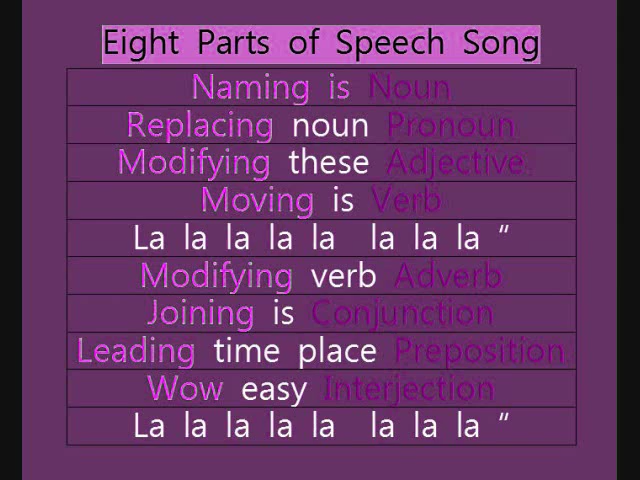 Eight Parts of Speech Song
Naming is Noun
Replacing noun Pronoun
Modifying these Adjective.
Moving is Verb
La la la la la la la la “
Modifying verb Adverb
Joining is Conjunction
Leading time place Preposition
Wow easy Interjection
La la la la la la la la “